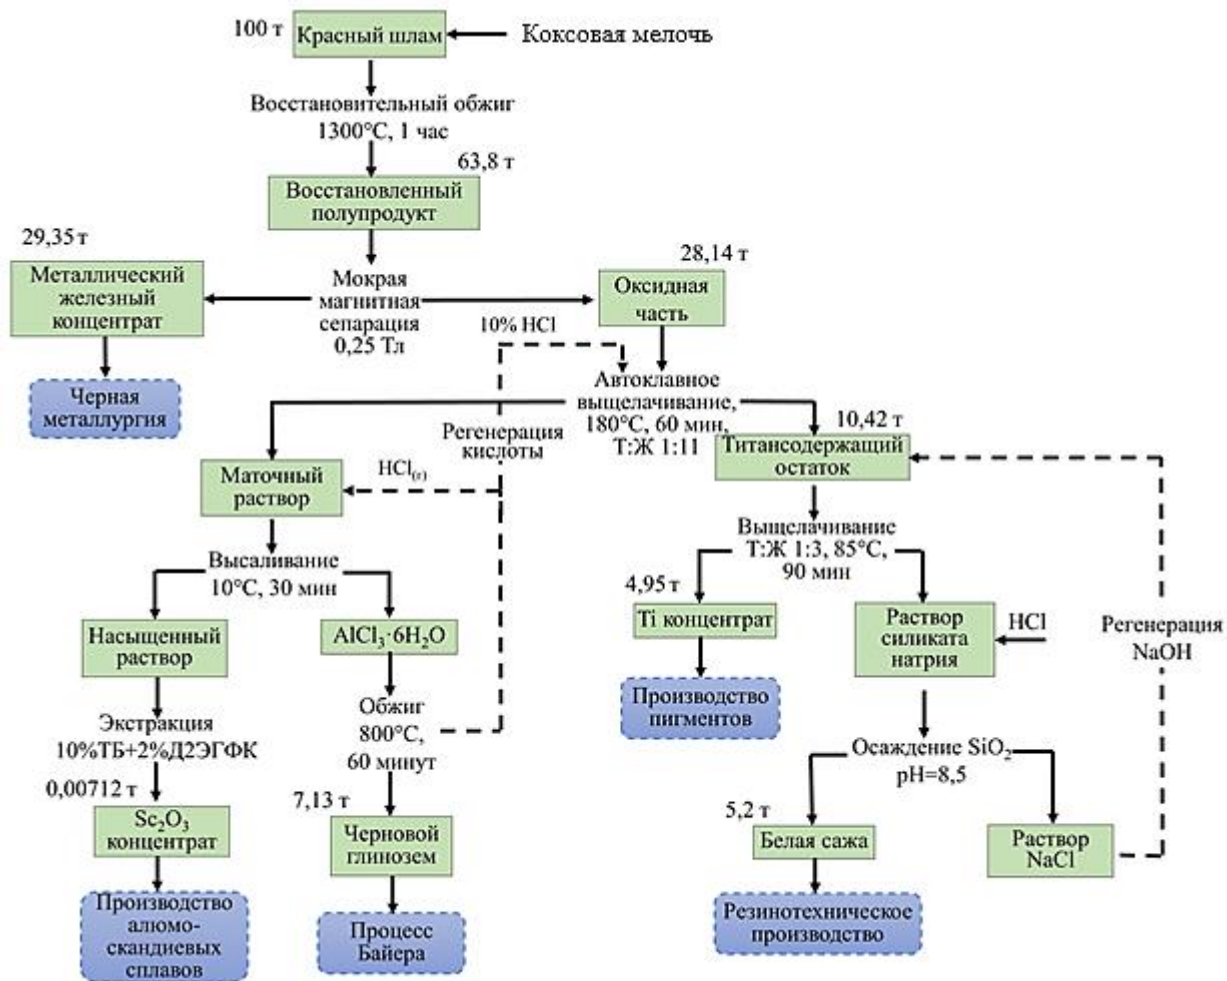 100 т
Красный шлам
Коксовая мелочь
Восстановительный обжиг
1300°С, 1 час
63,8 т
Восстановленный
полупродукт
29,35 т
Металлический
железный
концентрат
Мокрая
магнитная
сепарация
0,25 Тл
28,14 т
Оксидная
часть
10% HCl
Черная
металлургия
Автоклавное
выщелачивание,
180°С, 60 мин,
Т:Ж 1:11
Регенерация
кислоты
10,42 т
Титансодержащий
остаток
Маточный
раствор
HCl(г)
Высаливание
10°С, 30 мин
Выщелачивание
Т:Ж 1:3, 85°С,
90 мин
Насыщенный
раствор
AlCl₃·6H₂O
4,95 т
Ti концентрат
Раствор
силиката
натрия
HCl
Регенерация
NaOH
Экстракция
10%ТБ+2%Д2ЭГФК
Обжиг
800°С,
60 минут
Производство
пигментов
Осаждение SiO₂
pH=8,5
0,00712 т
Sc₂O₃
концентрат
7,13 т
Черновой
глинозем
5,2 т
Белая сажа
Раствор
NaCl
Производство
алюмо-
скандиевых
сплавов
Процесс
Байера
Резинотехническое
производство